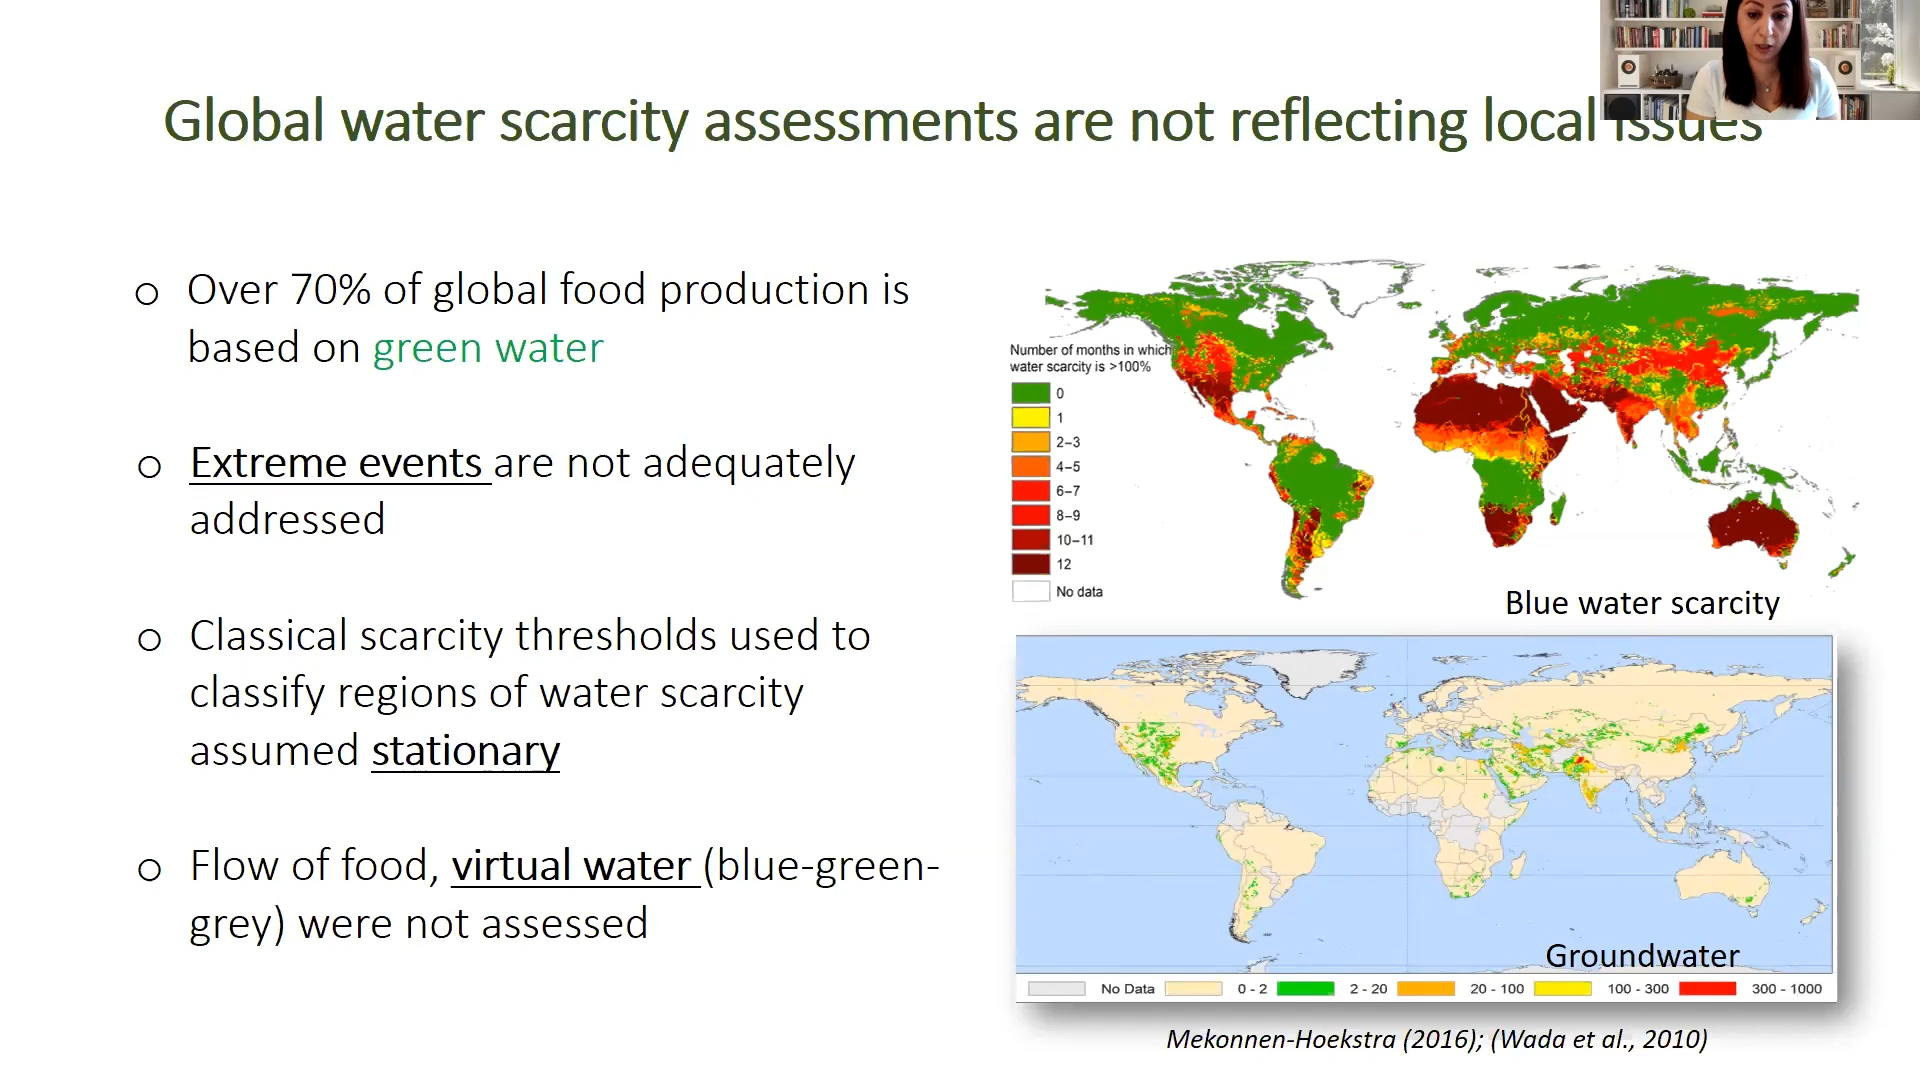 Global water scarcity assessments are not reflecting local issues
o Over 70% of global food production is
based on green water
o Extreme events are not adequately
addressed
o Classical scarcity thresholds used to
classify regions of water scarcity
assumed stationary
o Flow of food, virtual water (blue-green-
grey) were not assessed
Number of months in which
water scarcity is >100%
0
1
2–3
4–5
6–7
8–9
10–11
12
No data
Blue water scarcity
Groundwater
No Data 0 - 2 2 - 20 20 - 100 100 - 300 300 - 1000
Mekonnen-Hoekstra (2016); (Wada et al., 2010)